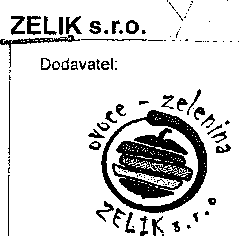 ZELIK s.r.o.
Dodavatel:
ovoce - zelenina
ZELIK s.r.o